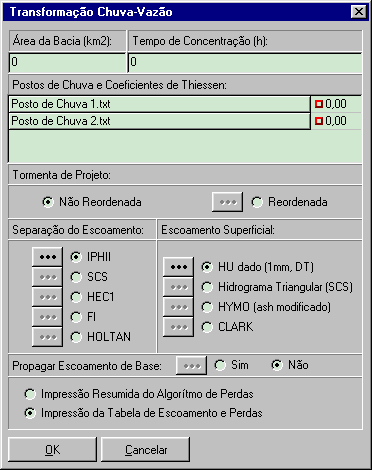 Transformação Chuva-Vazão
Área da Bacia (km2): Tempo de Concentração (h):
0 0
Postos de Chuva e Coeficientes de Thiessen:
Posto de Chuva 1.txt 0,00
Posto de Chuva 2.txt 0,00
Tormenta de Projeto:
Não Reordenada ... Reordenada
Separação do Escoamento: Escoamento Superficial:
... IPHII
... SCS
... HEC1
... FI
... HOLTAN
... HU dado (1mm, DT)
... Hidrograma Triangular (SCS)
... HYMO (ash modificado)
... CLARK
Propagar Escoamento de Base: ... Sim Não
Impressão Resumida do Algorítmo de Perdas
Impressão da Tabela de Escoamento e Perdas
OK Cancelar